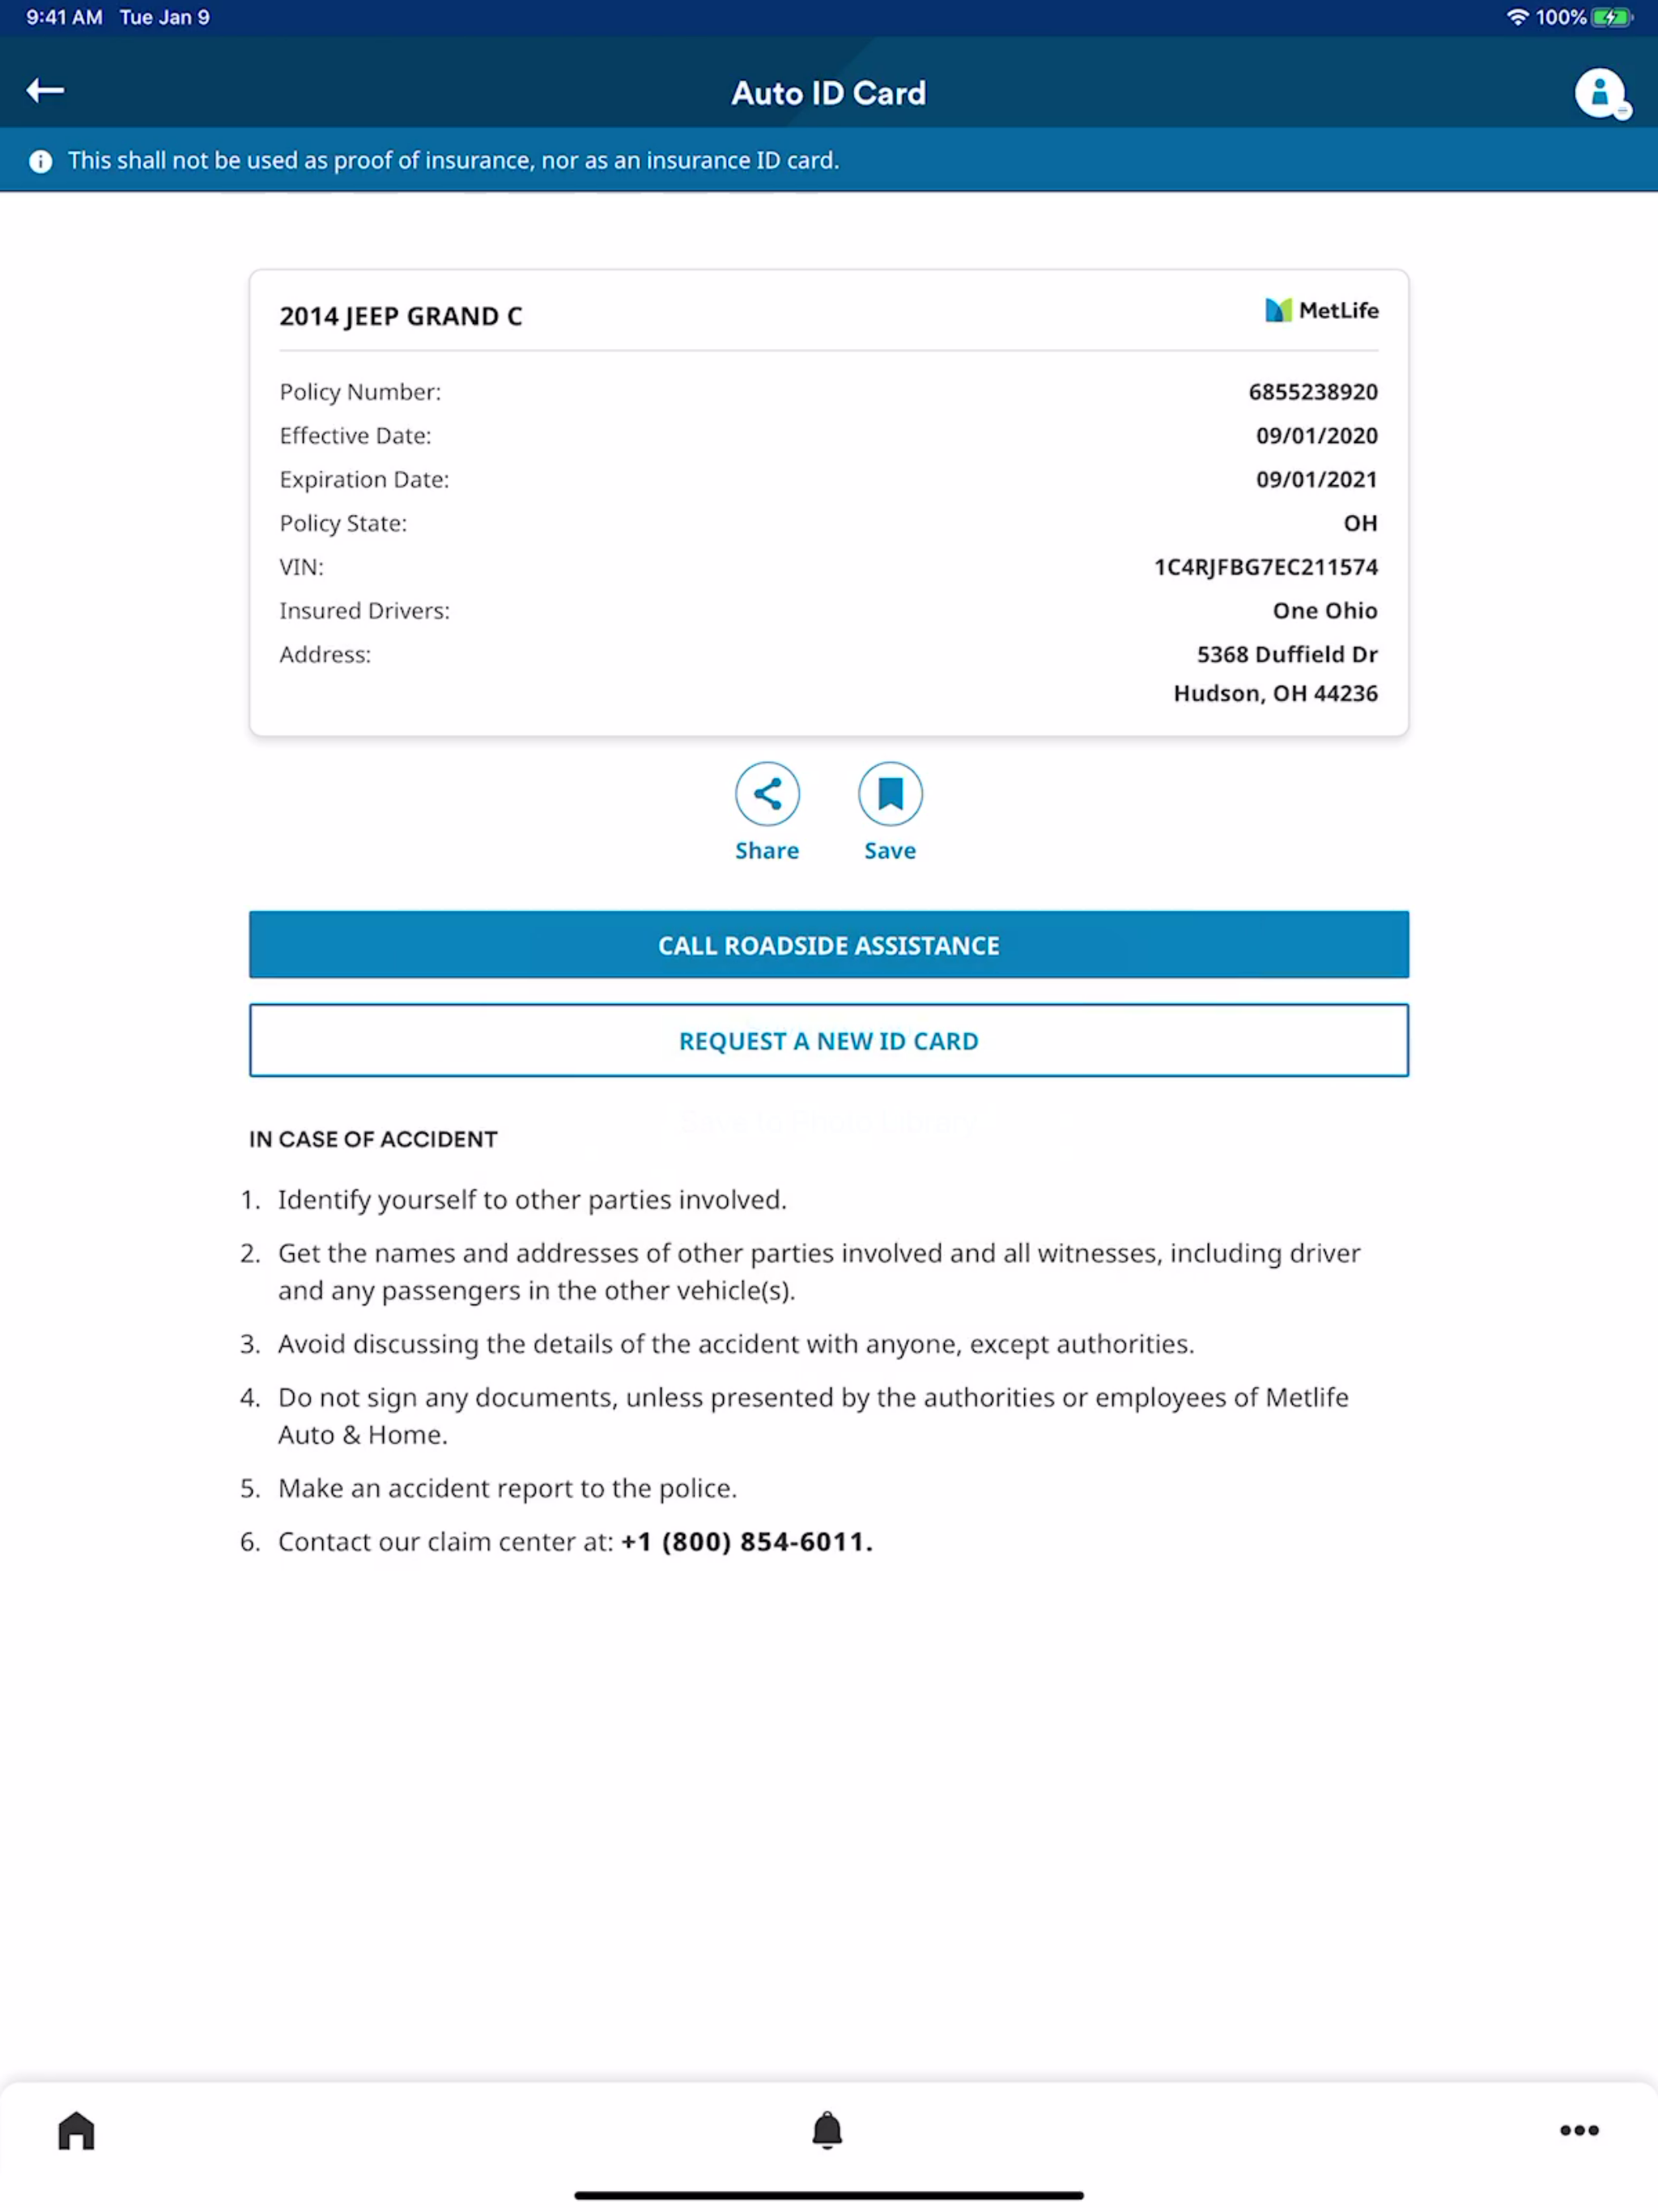 9:41 AM Tue Jan 9
100%
Auto ID Card
This shall not be used as proof of insurance, nor as an insurance ID card.
2014 JEEP GRAND C
MetLife
Policy Number: 6855238920
Effective Date: 09/01/2020
Expiration Date: 09/01/2021
Policy State: OH
VIN: 1C4RJFBG7EC211574
Insured Drivers: One Ohio
Address: 5368 Duffield Dr
Hudson, OH 44236
Share Save
CALL ROADSIDE ASSISTANCE
REQUEST A NEW ID CARD
IN CASE OF ACCIDENT
1. Identify yourself to other parties involved.
2. Get the names and addresses of other parties involved and all witnesses, including driver
and any passengers in the other vehicle(s).
3. Avoid discussing the details of the accident with anyone, except authorities.
4. Do not sign any documents, unless presented by the authorities or employees of Metlife
Auto & Home.
5. Make an accident report to the police.
6. Contact our claim center at: +1 (800) 854-6011.